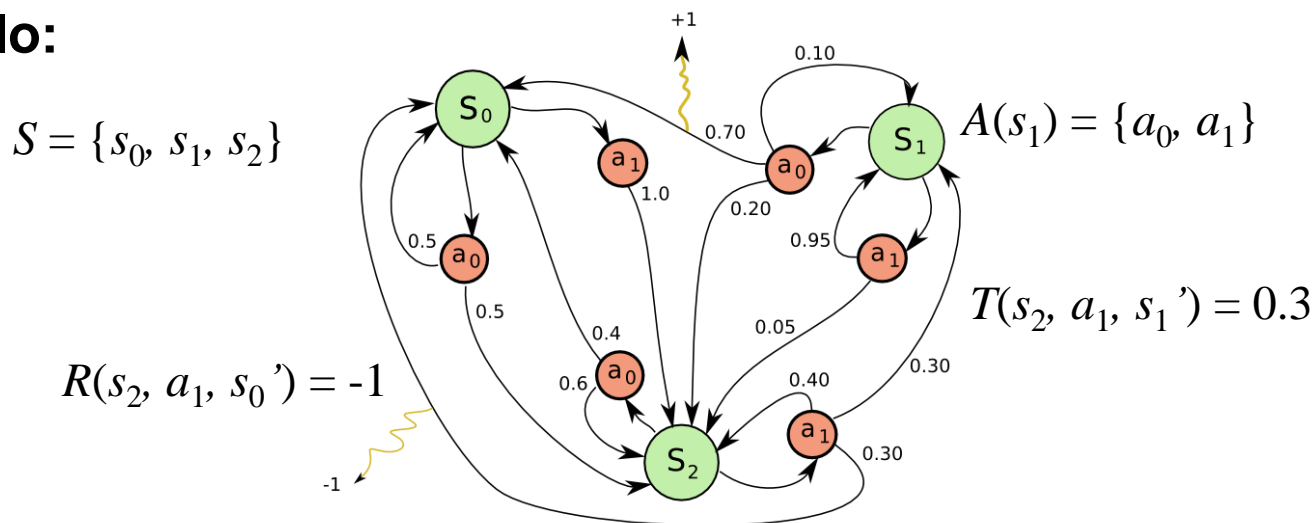 lo:
S = {s₀, s₁, s₂}
+1
0.10
S₀
a₁
1.0
0.70
a₀
0.20
S₁
A(s₁) = {a₀, a₁}
0.5
a₀
0.5
0.95
a₁
T(s₂, a₁, s₁’) = 0.3
0.05
R(s₂, a₁, s₀’) = -1
0.4
a₀
0.6
0.40
0.30
a₁
0.30
S₂
-1